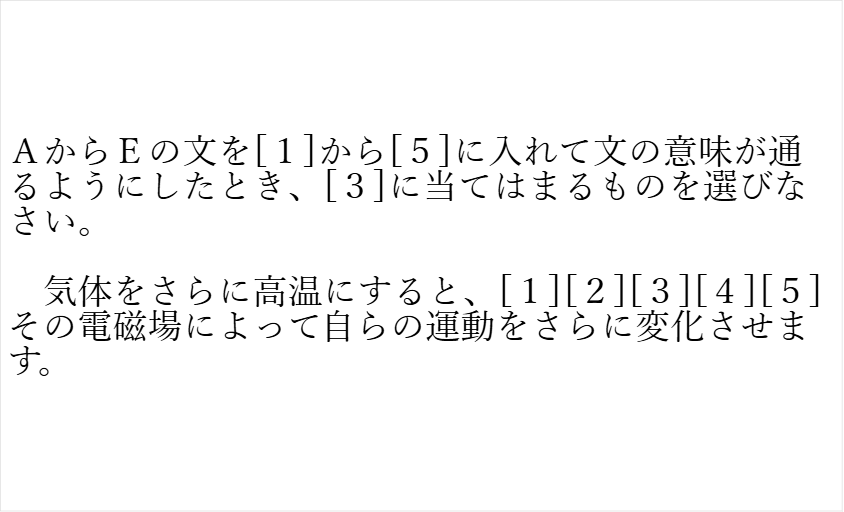 ＡからＥの文を[１]から[５]に入れて文の意味が通
るようにしたとき、[３]に当てはまるものを選びな
さい。
　気体をさらに高温にすると、[１][２][３][４][５]
その電磁場によって自らの運動をさらに変化させま
す。